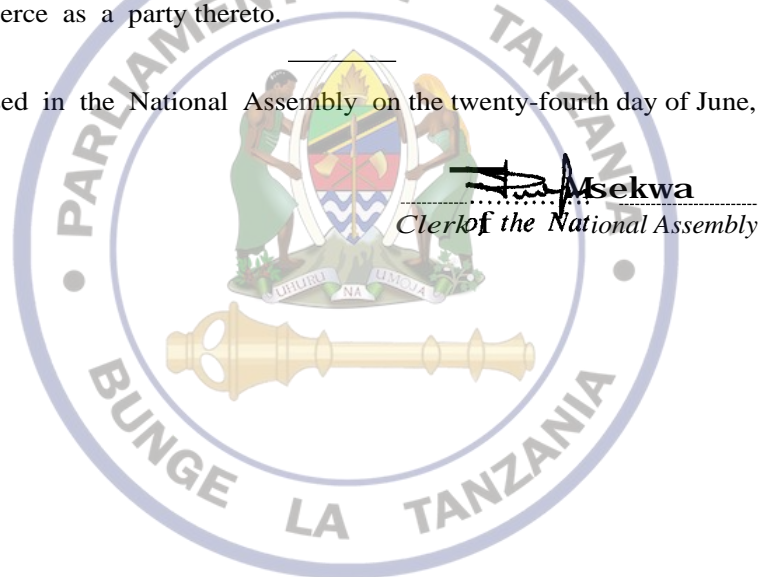 erce as a party thereto.
ed in the National Assembly on the twenty-fourth day of June,
Msekwa
Clerk of the National Assembly
PARLIAMENT
TANZANIA
UHURU NA UMOJA
BUNGE LA TANZANIA